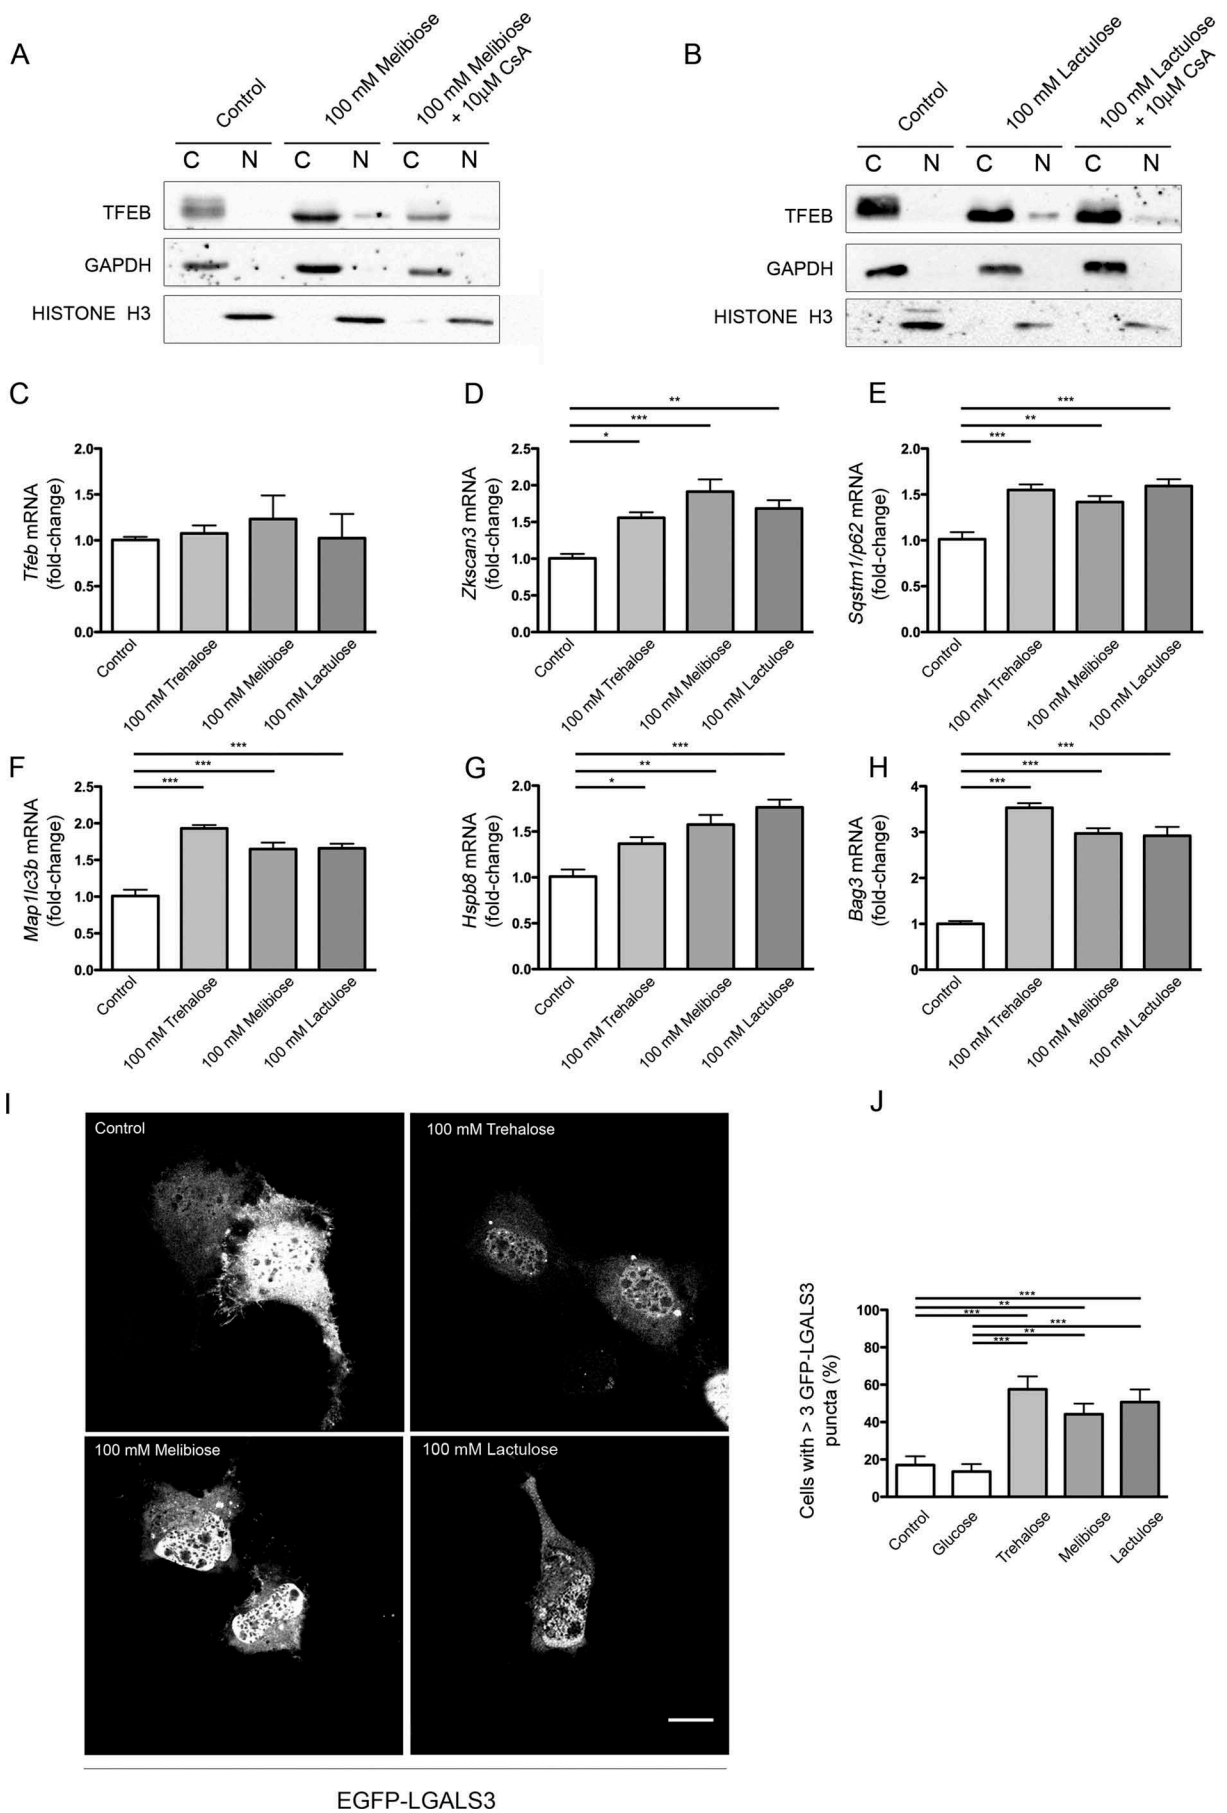 A
Control
100 mM Melibiose
100 mM Melibiose
+ 10µM CsA
C N C N C N
TFEB
GAPDH
HISTONE H3
B
Control
100 mM Lactulose
100 mM Lactulose
+ 10µM CsA
C N C N C N
TFEB
GAPDH
HISTONE H3
C
Tfeb mRNA
(fold-change)
2.0
1.5
1.0
0.5
0.0
Control
100 mM Trehalose
100 mM Melibiose
100 mM Lactulose
D
**
***
*
Zkscan3 mRNA
(fold-change)
2.5
2.0
1.5
1.0
0.5
0.0
Control
100 mM Trehalose
100 mM Melibiose
100 mM Lactulose
E
***
**
***
Sqstm1/p62 mRNA
(fold-change)
2.0
1.5
1.0
0.5
0.0
Control
100 mM Trehalose
100 mM Melibiose
100 mM Lactulose
F
***
***
***
Map1lc3b mRNA
(fold-change)
2.5
2.0
1.5
1.0
0.5
0.0
Control
100 mM Trehalose
100 mM Melibiose
100 mM Lactulose
G
***
**
*
Hspb8 mRNA
(fold-change)
2.0
1.5
1.0
0.5
0.0
Control
100 mM Trehalose
100 mM Melibiose
100 mM Lactulose
H
***
***
***
Bag3 mRNA
(fold-change)
4
3
2
1
0
Control
100 mM Trehalose
100 mM Melibiose
100 mM Lactulose
I
Control
100 mM Trehalose
100 mM Melibiose
100 mM Lactulose
EGFP-LGALS3
J
***
**
***
***
**
***
Cells with > 3 GFP-LGALS3
puncta (%)
100
80
60
40
20
0
Control
Glucose
Trehalose
Melibiose
Lactulose